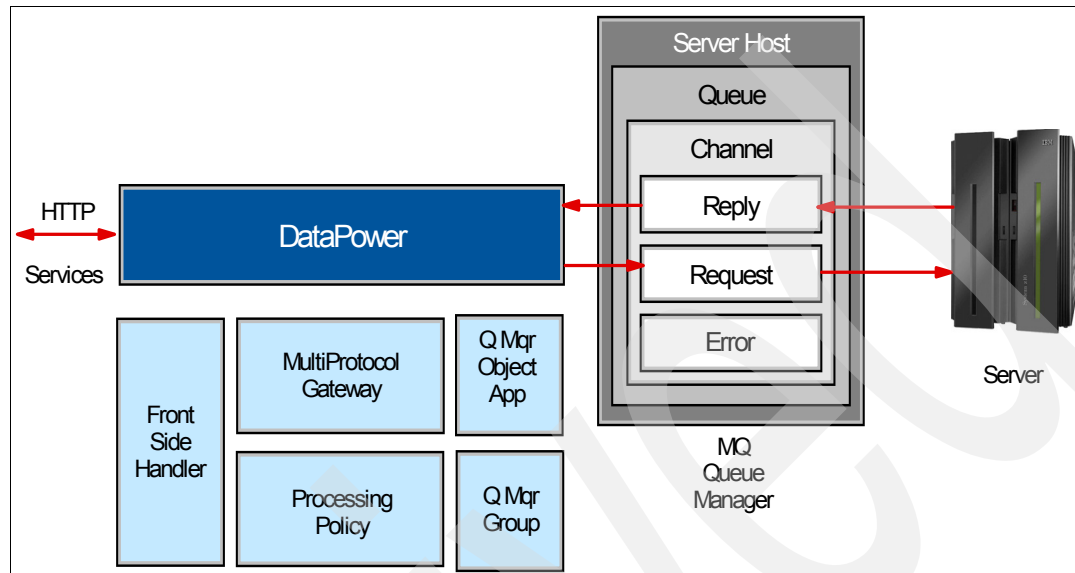 Server Host
Queue
Channel
Reply
Request
Error
HTTP
Services
DataPower
Server
Front
Side
Handler
MultiProtocol
Gateway
Q Mqr
Object
App
Processing
Policy
Q Mqr
Group
MQ
Queue
Manager